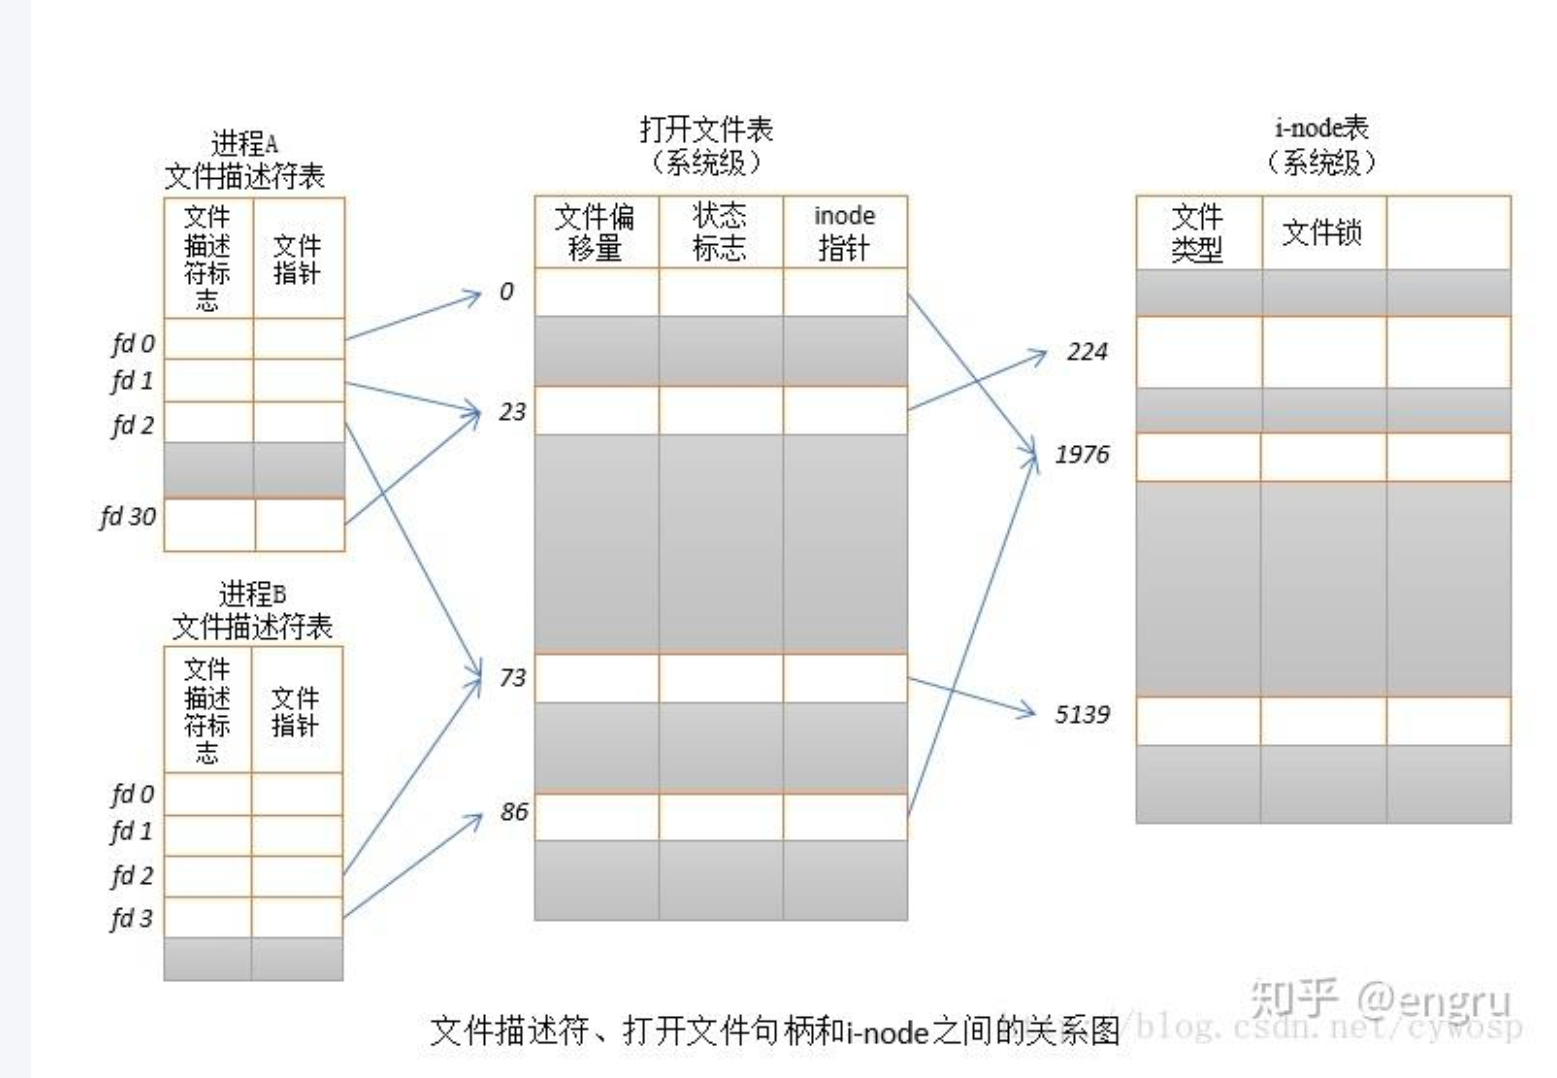 进程A
文件描述符表
文件
描述
符标
志
文件
指针
fd 0
fd 1
fd 2
fd 30
进程B
文件描述符表
文件
描述
符标
志
文件
指针
fd 0
fd 1
fd 2
fd 3
打开文件表
（系统级）
文件偏
移量
状态
标志
inode
指针
0
23
73
86
i-node表
（系统级）
文件
类型
文件锁
224
1976
5139
文件描述符、打开文件句柄和i-node之间的关系图
知乎 @engru
/blog.csdn.net/cywosp